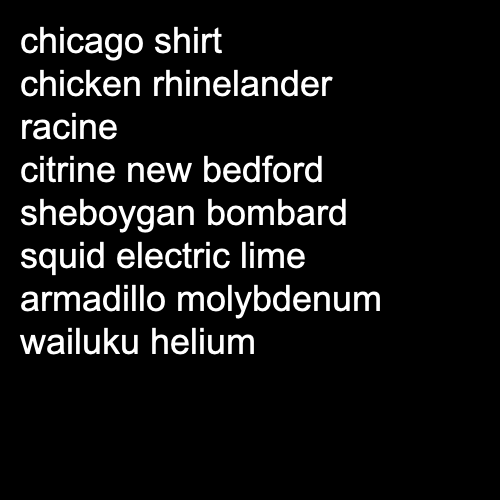 chicago shirt
chicken rhinelander
racine
citrine new bedford
sheboygan bombard
squid electric lime
armadillo molybdenum
wailuku helium